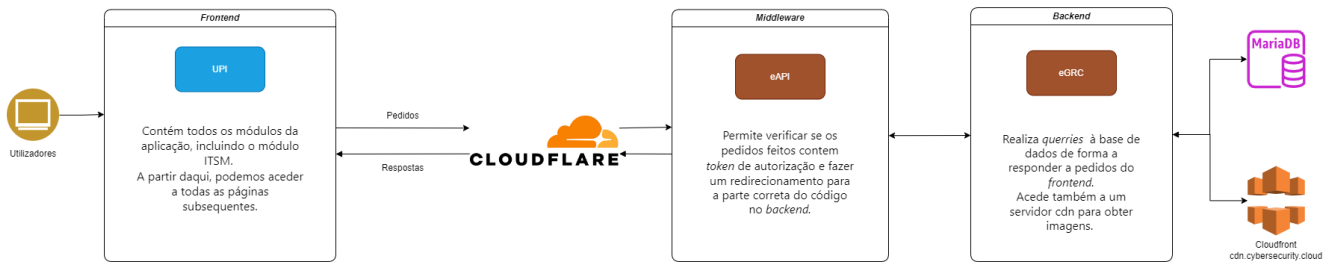 Utilizadores
Frontend
UPI
Contém todos os módulos da
aplicação, incluindo o módulo
ITSM.
A partir daqui, podemos aceder
a todas as páginas
subsequentes.
Pedidos
Respostas
CLOUDFLARE
Middleware
eAPI
Permite verificar se os
pedidos feitos contem
token de autorização e fazer
um redirecionamento para
a parte correta do código
no backend.
Backend
eGRC
Realiza querries à base de
dados de forma a
responder a pedidos do
frontend.
Acede também a um
servidor cdn para obter
imagens.
MariaDB
Cloudfront
cdn.cybersecurity.cloud